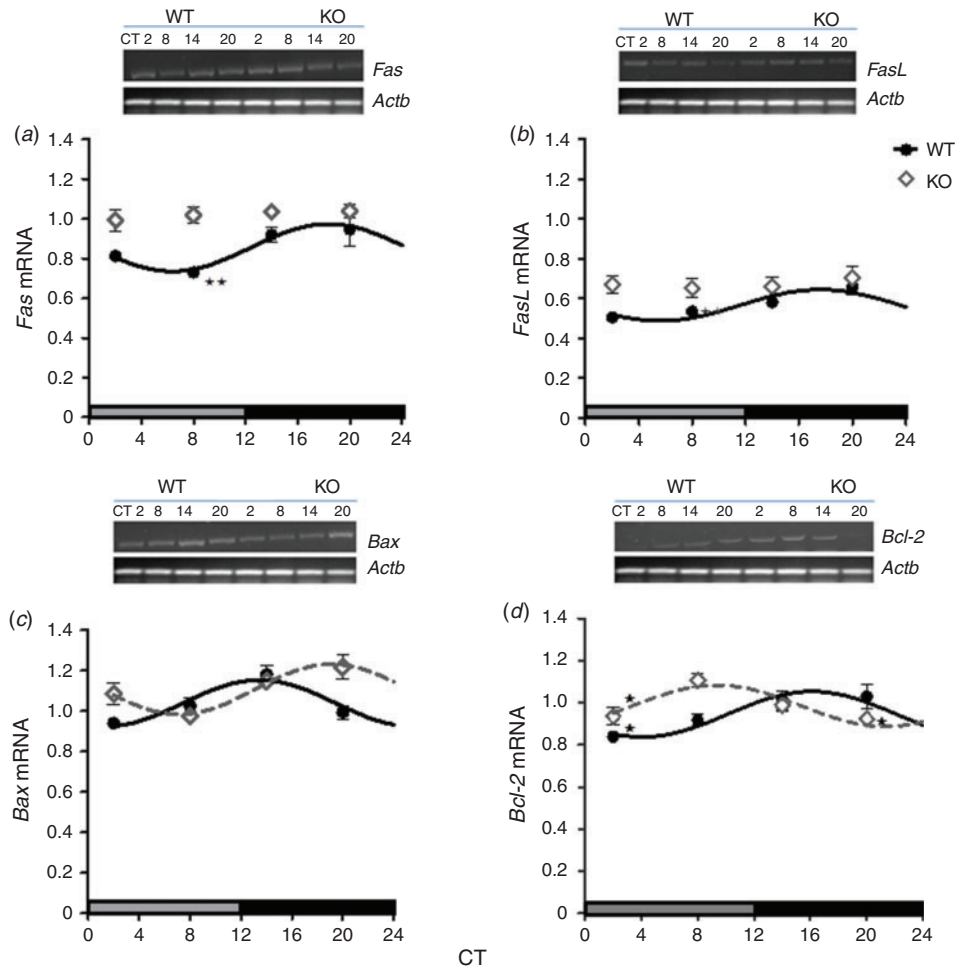 WT KO
CT 2 8 14 20 2 8 14 20
Fas
Actb
(a)
1.4
1.2
1.0
0.8
0.6
0.4
0.2
0
Fas mRNA
★★
0 4 8 12 16 20 24
WT KO
CT 2 8 14 20 2 8 14 20
FasL
Actb
(b)
1.4
1.2
1.0
0.8
0.6
0.4
0.2
0
FasL mRNA
WT
KO
0 4 8 12 16 20 24
WT KO
CT 2 8 14 20 2 8 14 20
Bax
Actb
(c)
1.4
1.2
1.0
0.8
0.6
0.4
0.2
0
Bax mRNA
0 4 8 12 16 20 24
WT KO
CT 2 8 14 20 2 8 14 20
Bcl-2
Actb
(d)
1.4
1.2
1.0
0.8
0.6
0.4
0.2
0
Bcl-2 mRNA
★
★
★
0 4 8 12 16 20 24
CT